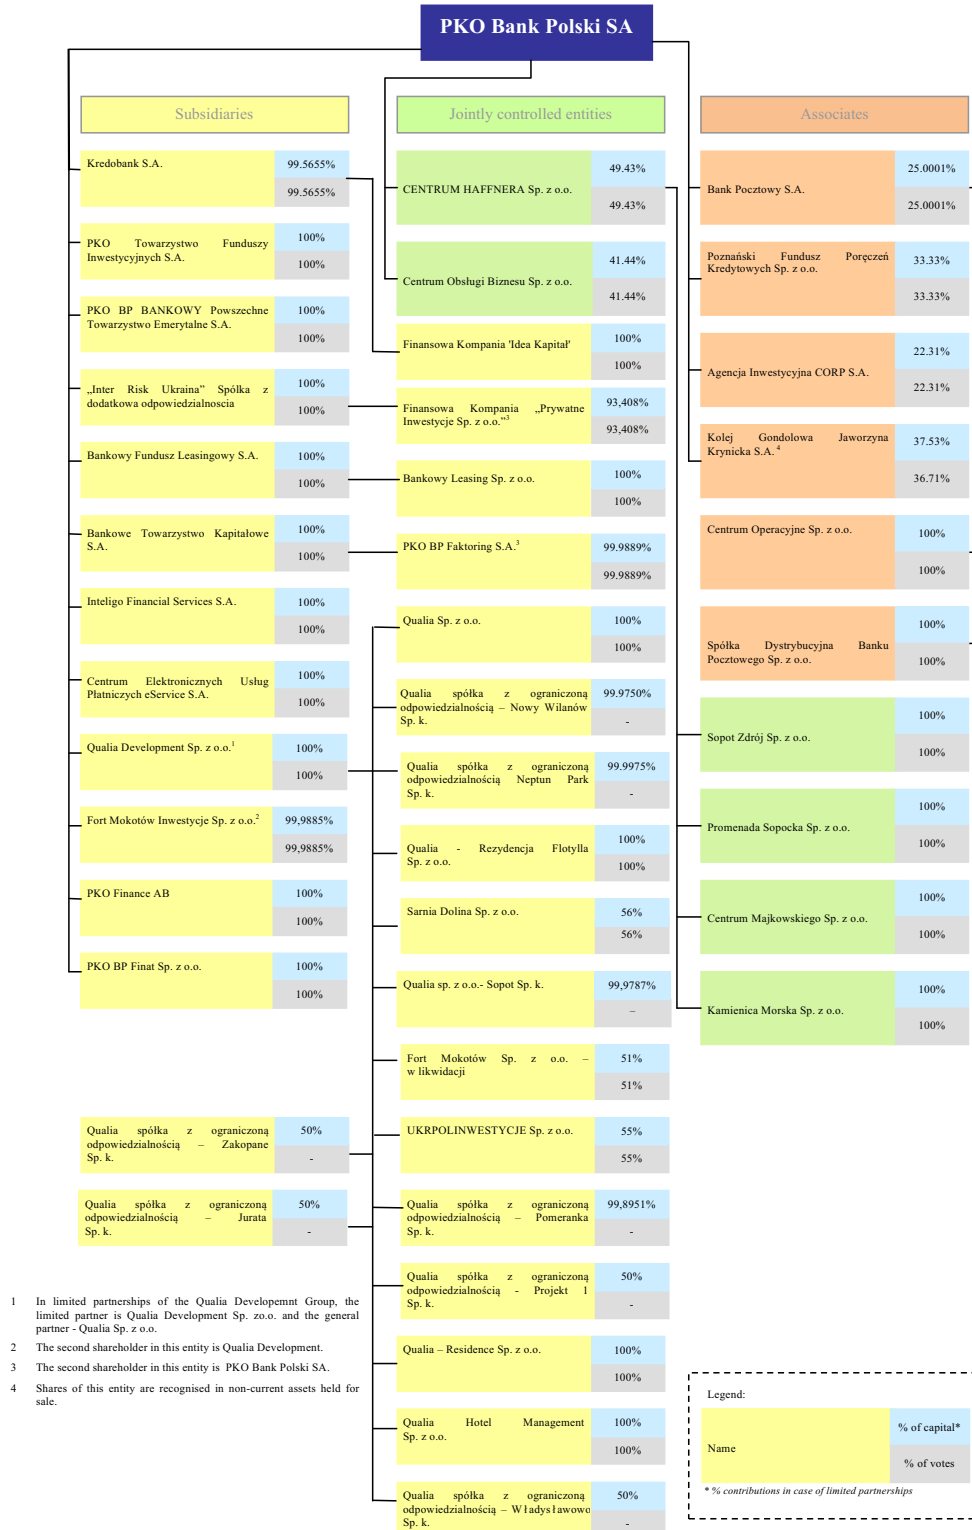 PKO Bank Polski SA
Subsidiaries
Kredobank S.A.
99.5655%
99.5655%
PKO Towarzystwo Funduszy
Inwestycyjnych S.A.
100%
100%
PKO BP BANKOWY Powszechne
Towarzystwo Emerytalne S.A.
100%
100%
„Inter Risk Ukraina” Spólka z
dodatkowa odpowiedzialnoscia
100%
100%
Bankowy Fundusz Leasingowy S.A.
100%
100%
Bankowe Towarzystwo Kapitałowe
S.A.
100%
100%
Inteligo Financial Services S.A.
100%
100%
Centrum Elektronicznych Usług
Płatniczych eService S.A.
100%
100%
Qualia Development Sp. z o.o.1
100%
100%
Fort Mokotów Inwestycje Sp. z o.o.2
99,9885%
99,9885%
PKO Finance AB
100%
100%
PKO BP Finat Sp. z o.o.
100%
100%
Qualia spółka z ograniczoną
odpowiedzialnością – Zakopane
Sp. k.
50%
-
Qualia spółka z ograniczoną
odpowiedzialnością – Jurata
Sp. k.
50%
-
Jointly controlled entities
CENTRUM HAFFNERA Sp. z o.o.
49.43%
49.43%
Centrum Obsługi Biznesu Sp. z o.o.
41.44%
41.44%
Finansowa Kompania 'Idea Kapitał'
100%
100%
Finansowa Kompania „Prywatne
Inwestycje Sp. z o.o.”3
93,408%
93,408%
Bankowy Leasing Sp. z o.o.
100%
100%
PKO BP Faktoring S.A.3
99.9889%
99.9889%
Qualia Sp. z o.o.
100%
100%
Qualia spółka z ograniczoną
odpowiedzialnością – Nowy Wilanów
Sp. k.
99.9750%
-
Qualia spółka z ograniczoną
odpowiedzialnością Neptun Park
Sp. k.
99.9975%
-
Qualia - Rezydencja Flotylla
Sp. z o.o.
100%
100%
Sarnia Dolina Sp. z o.o.
56%
56%
Qualia sp. z o.o.- Sopot Sp. k.
99,9787%
–
Fort Mokotów Sp. z o.o. –
w likwidacji
51%
51%
UKRPOLINWESTYCJE Sp. z o.o.
55%
55%
Qualia spółka z ograniczoną
odpowiedzialnością – Pomeranka
Sp. k.
99,8951%
-
Qualia spółka z ograniczoną
odpowiedzialnością - Projekt 1
Sp. k.
50%
-
Qualia – Residence Sp. z o.o.
100%
100%
Qualia Hotel Management
Sp. z o.o.
100%
100%
Qualia spółka z ograniczoną
odpowiedzialnością – Władysławowo
Sp. k.
50%
-
Associates
Bank Pocztowy S.A.
25.0001%
25.0001%
Poznański Fundusz Poręczeń
Kredytowych Sp. z o.o.
33.33%
33.33%
Agencja Inwestycyjna CORP S.A.
22.31%
22.31%
Kolej Gondolowa Jaworzyna
Krynicka S.A. 4
37.53%
36.71%
Centrum Operacyjne Sp. z o.o.
100%
100%
Spółka Dystrybucyjna Banku
Pocztowego Sp. z o.o.
100%
100%
Sopot Zdrój Sp. z o.o.
100%
100%
Promenada Sopocka Sp. z o.o.
100%
100%
Centrum Majkowskiego Sp. z o.o.
100%
100%
Kamienica Morska Sp. z o.o.
100%
100%
1 In limited partnerships of the Qualia Developemnt Group, the
limited partner is Qualia Development Sp. zo.o. and the general
partner - Qualia Sp. z o.o.
2 The second shareholder in this entity is Qualia Development.
3 The second shareholder in this entity is PKO Bank Polski SA.
4 Shares of this entity are recognised in non-current assets held for
sale.
Legend:
Name
% of capital*
% of votes
* % contributions in case of limited partnerships